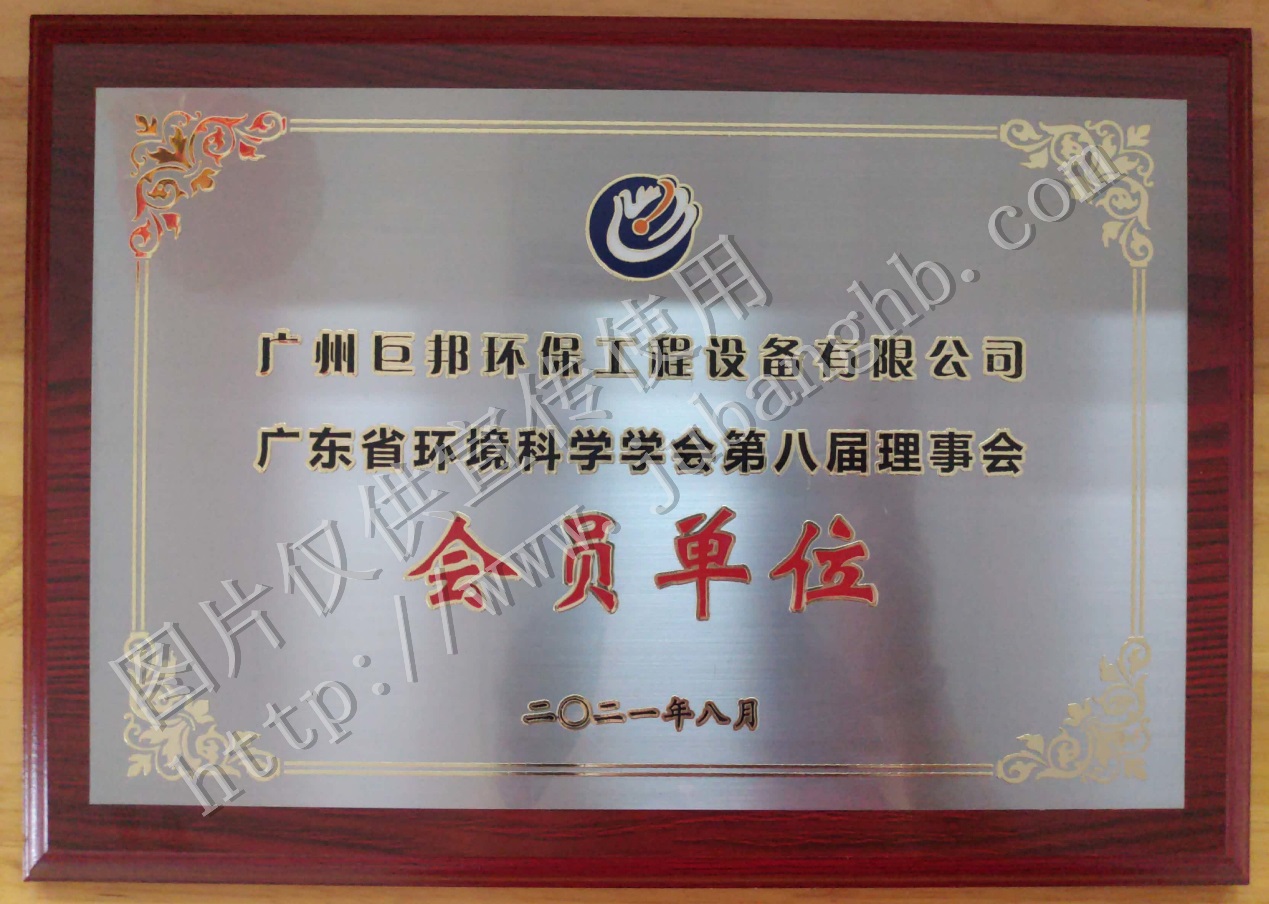 广州巨邦环保工程设备有限公司
广东省环境科学学会第八届理事会
会员单位
二〇二一年八月
图片仅供宣传使用
http://www.jbanghb.com